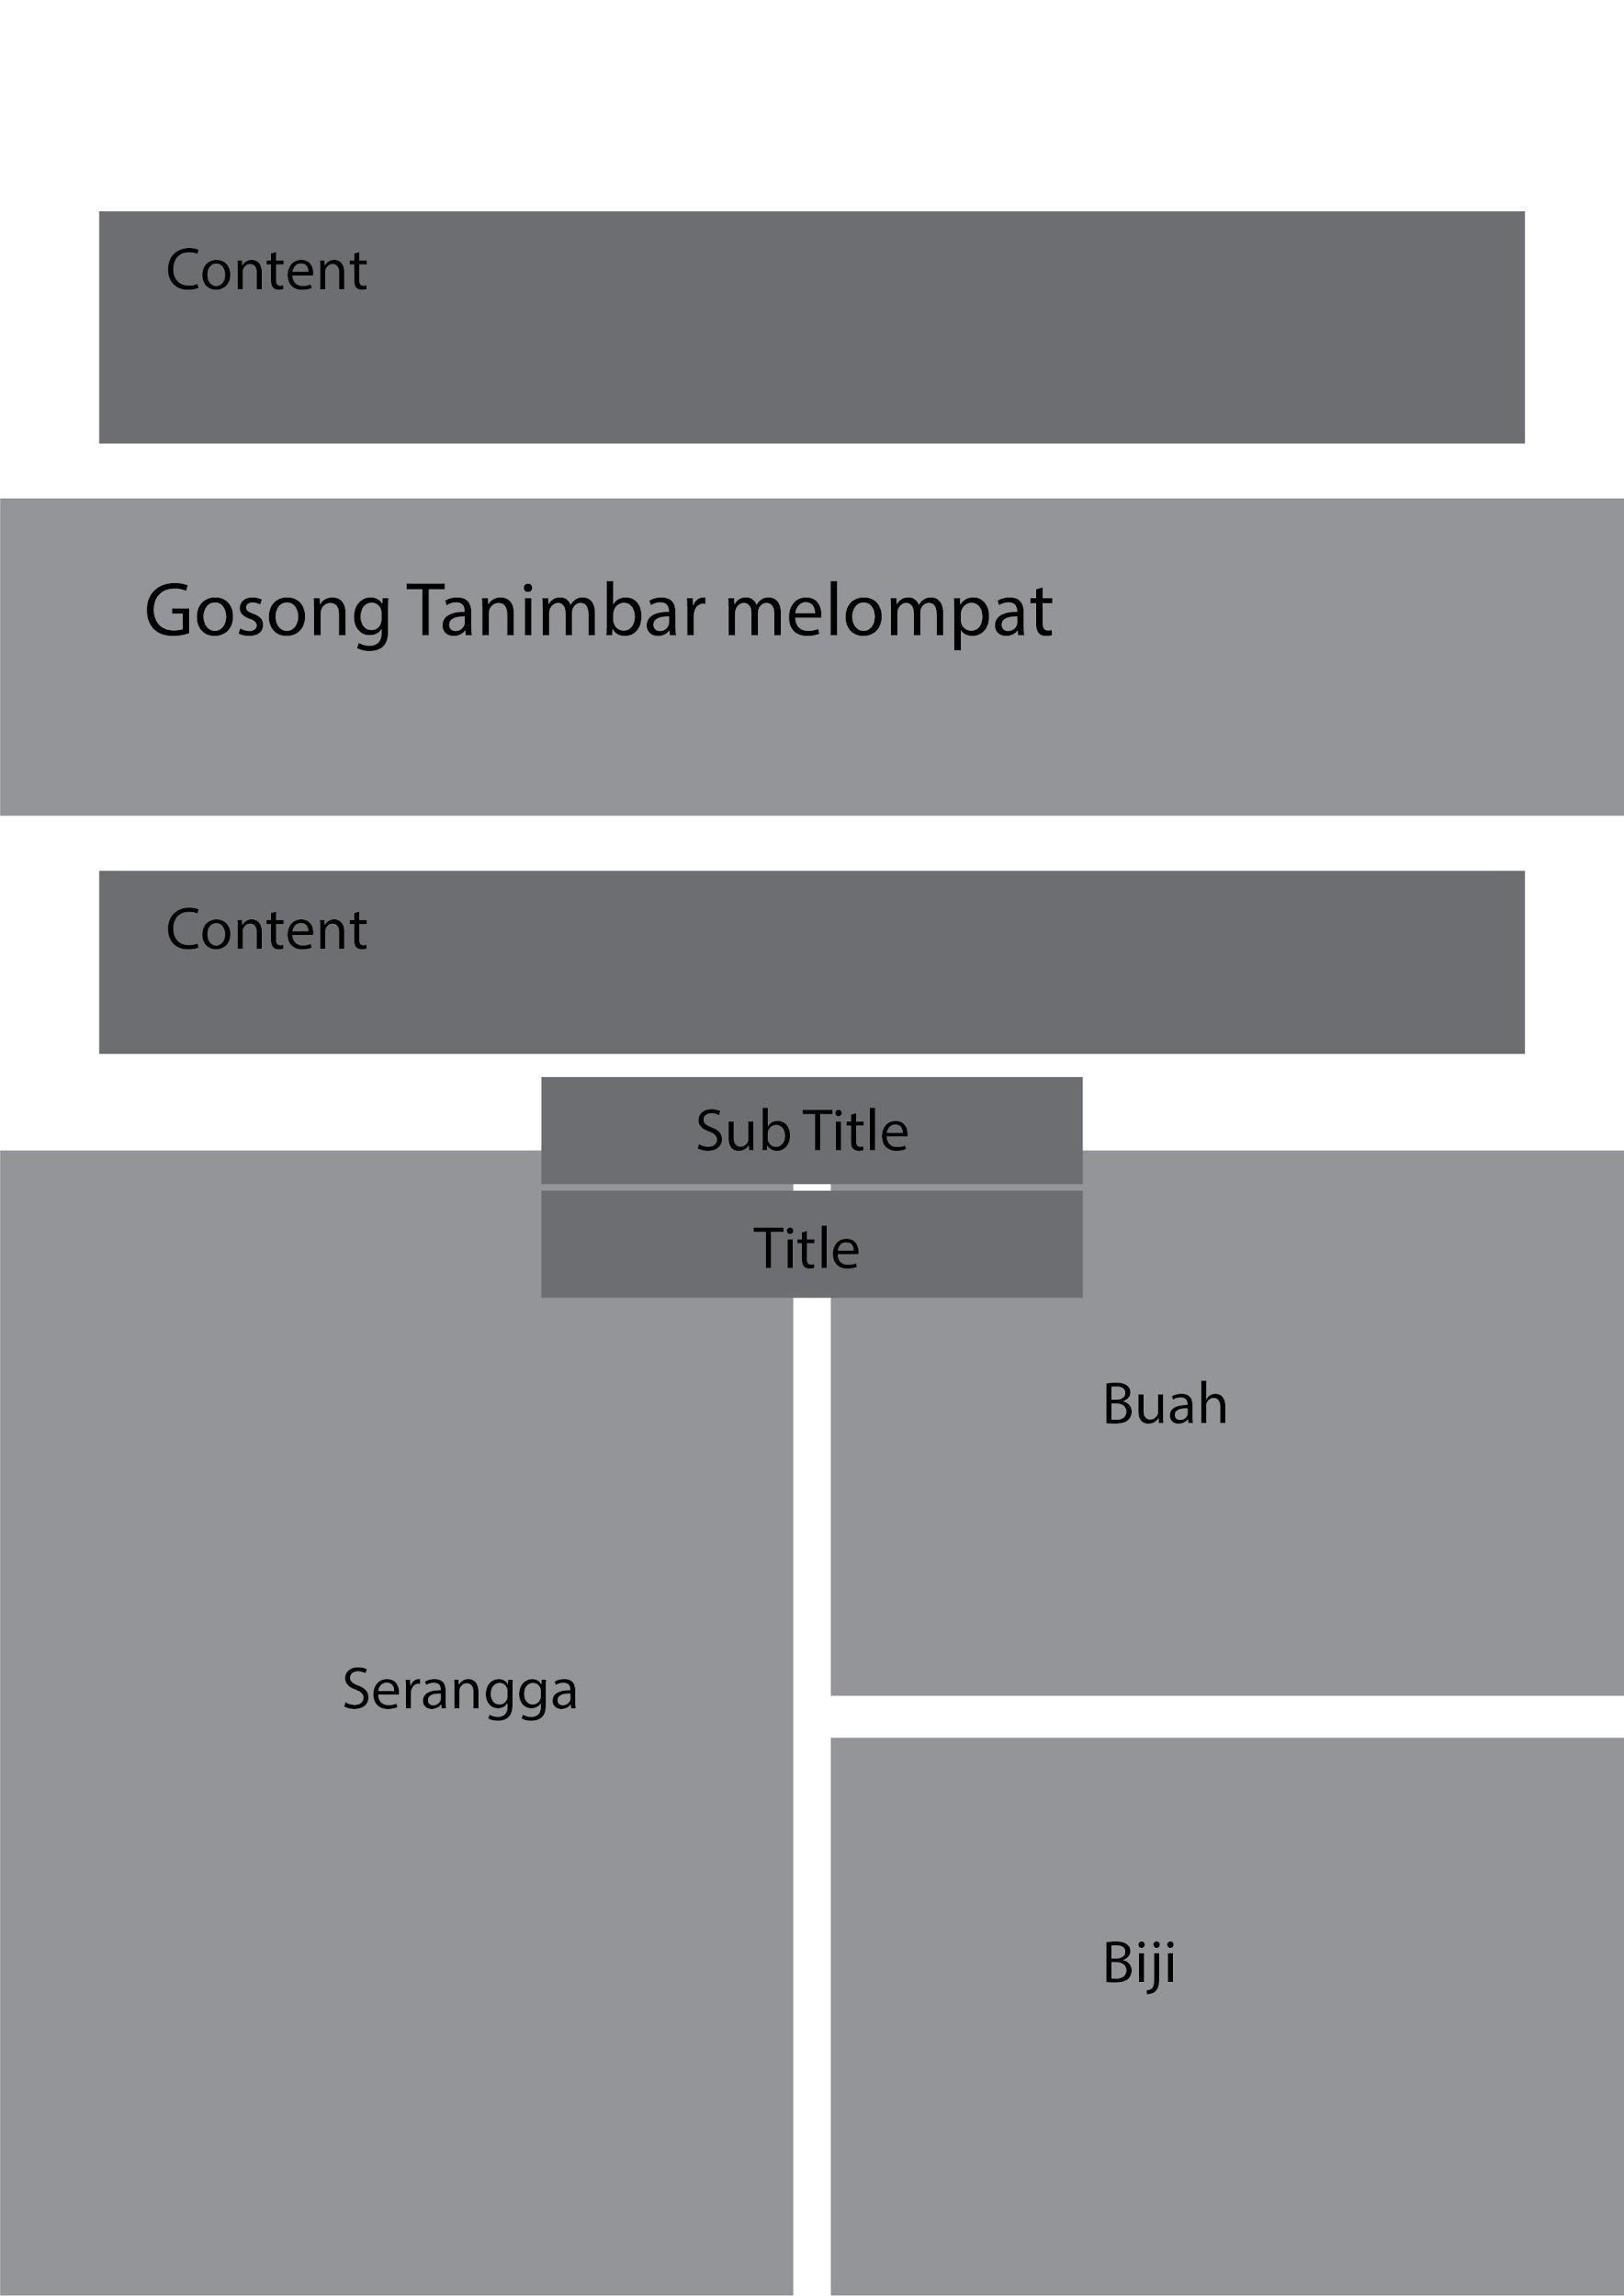 Content
Gosong Tanimbar melompat
Content
Sub Title
Title
Buah
Serangga
Biji